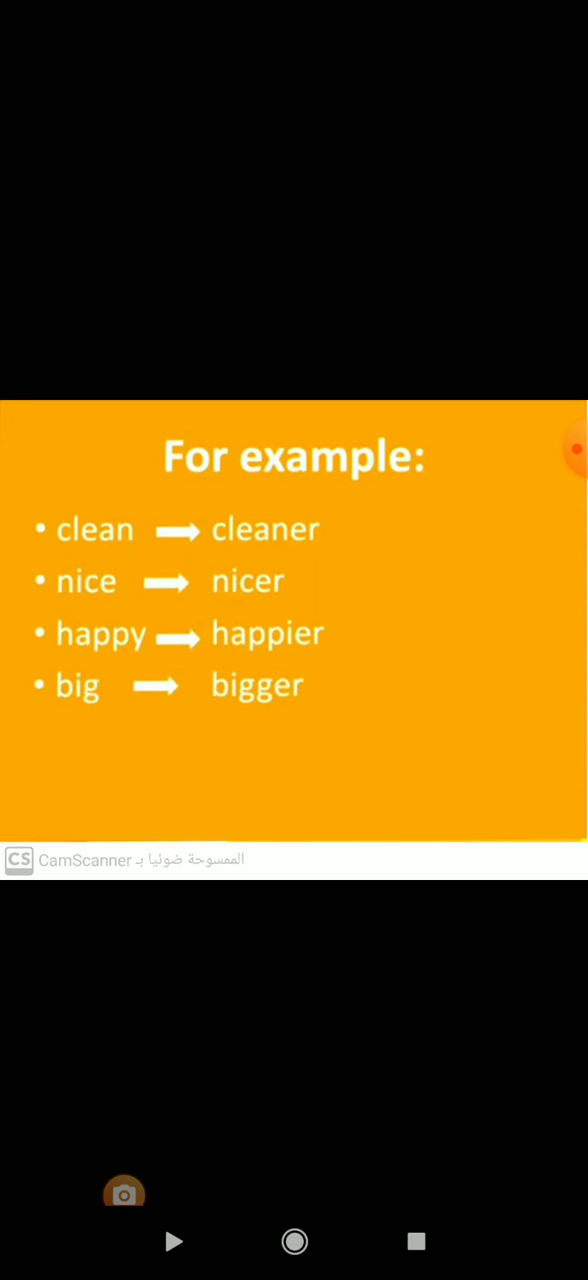 For example:
• clean ➡ cleaner
• nice ➡ nicer
• happy ➡ happier
• big ➡ bigger
CS CamScanner الممسوحة ضوئيا بـ